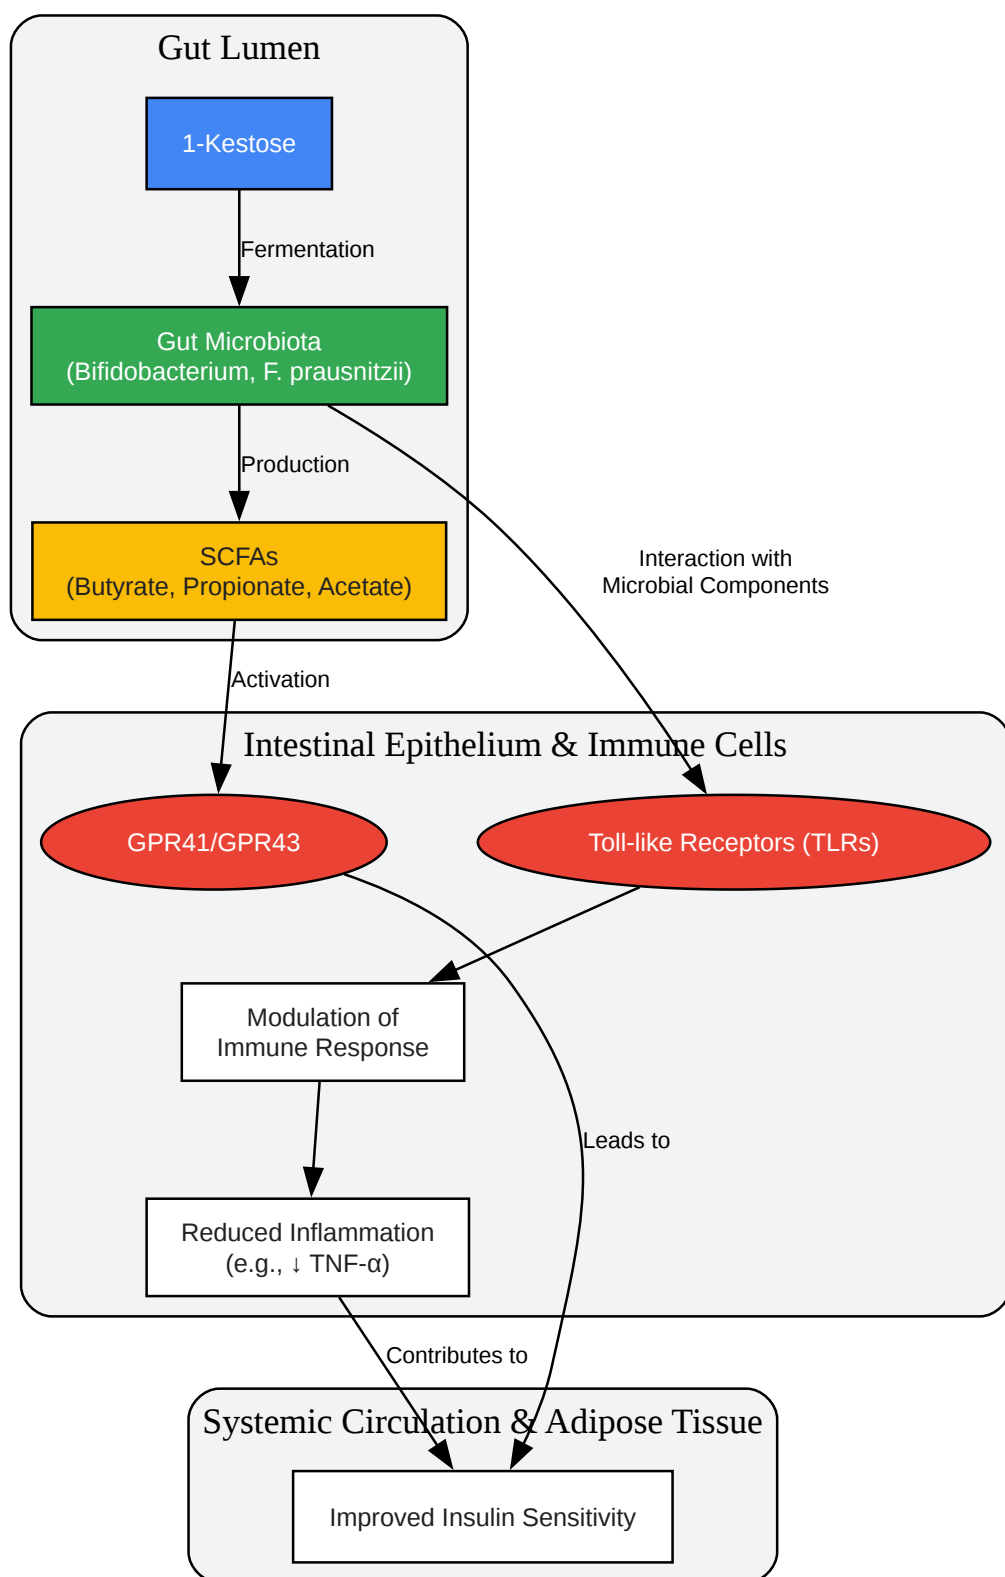 Gut Lumen
1-Kestose
Fermentation
Gut Microbiota
(Bifidobacterium, F. prausnitzii)
Production
SCFAs
(Butyrate, Propionate, Acetate)
Interaction with
Microbial Components
Activation
Intestinal Epithelium & Immune Cells
GPR41/GPR43
Toll-like Receptors (TLRs)
Modulation of
Immune Response
Leads to
Reduced Inflammation
(e.g., ↓ TNF-α)
Contributes to
Systemic Circulation & Adipose Tissue
Improved Insulin Sensitivity